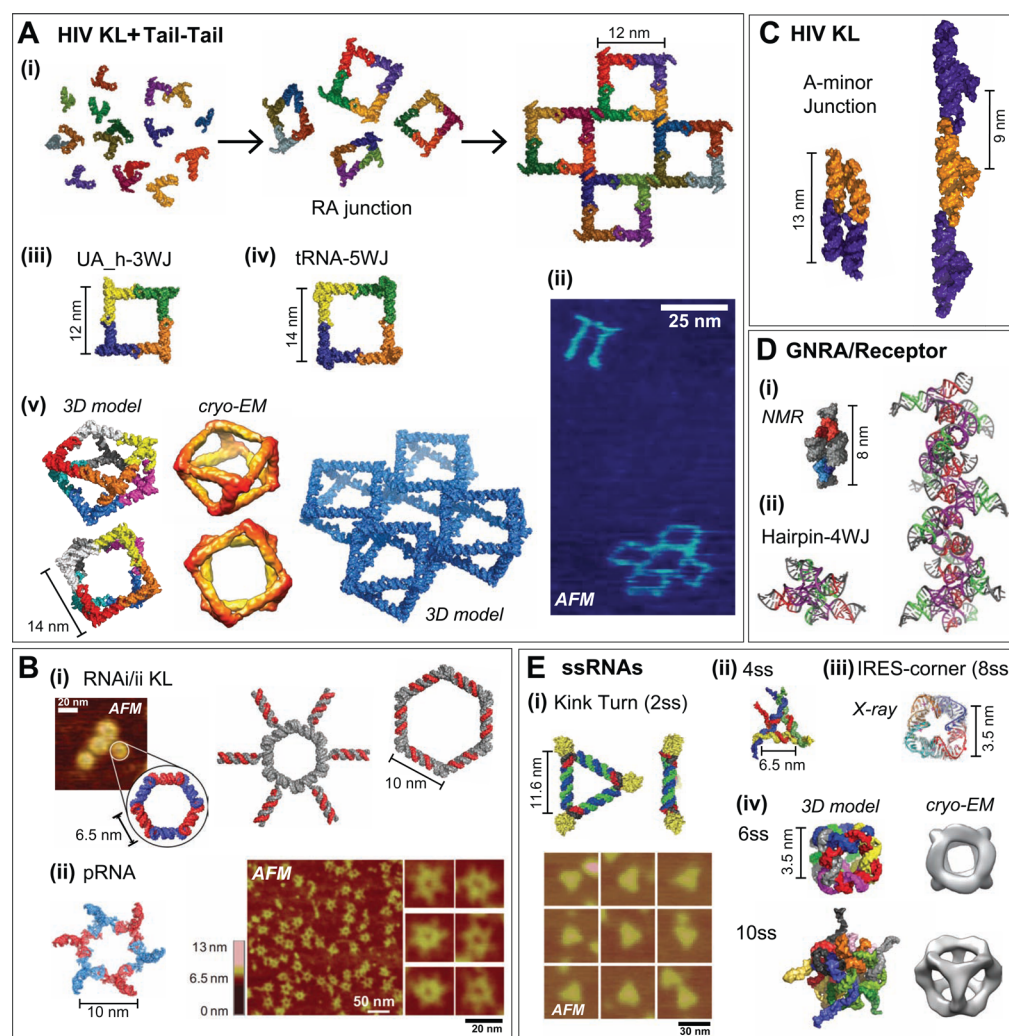 A HIV KL+Tail-Tail
(i)
RA junction
12 nm
(iii)
UA_h-3WJ
12 nm
(iv)
tRNA-5WJ
14 nm
(ii)
25 nm
AFM
(v)
3D model
cryo-EM
14 nm
3D model
C HIV KL
A-minor
Junction
13 nm
9 nm
D GNRA/Receptor
(i)
NMR
8 nm
(ii)
Hairpin-4WJ
B
(i) RNAi/ii KL
20 nm
AFM
6.5 nm
10 nm
(ii) pRNA
10 nm
13 nm
6.5 nm
0 nm
AFM
50 nm
20 nm
E ssRNAs
(i) Kink Turn (2ss)
11.6 nm
AFM
30 nm
(ii) 4ss
6.5 nm
(iii) IRES-corner (8ss)
X-ray
3.5 nm
(iv)
3D model
cryo-EM
6ss
3.5 nm
10ss